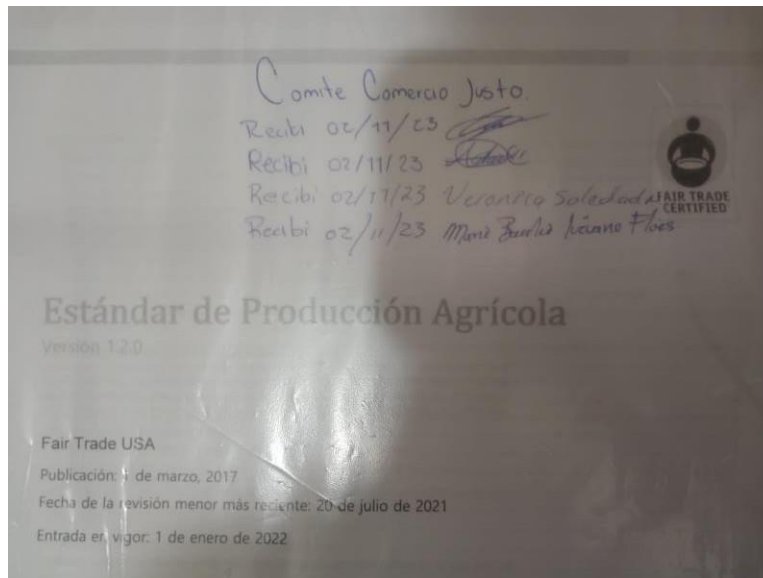 Comite Comercio Justo.
Recibi 02/11/23
Recibi 02/11/23
Recibi 02/11/23 Veronica Soledad
Recibi 02/11/23 Flores
FAIR TRADE
CERTIFIED
Estándar de Producción Agrícola
Versión 1.2.0
Fair Trade USA
Publicación: 1 de marzo, 2017
Fecha de la revisión menor más reciente: 20 de julio de 2021
Entrada en vigor: 1 de enero de 2022